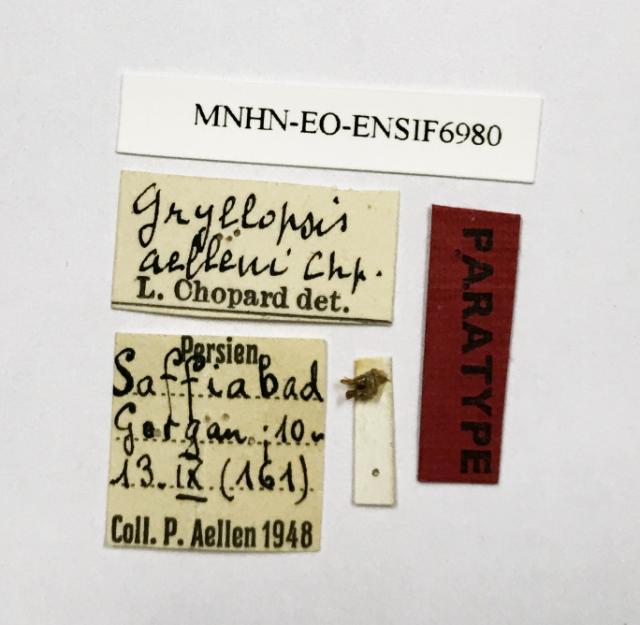 MNHN-EO-ENSIF6980
Gryllopsis
aelleni Chp.
L. Chopard det.
PARATYPE
Persien
Saffiabad
Gorgan; 10-
13. IX (161)
Coll. P. Aellen 1948